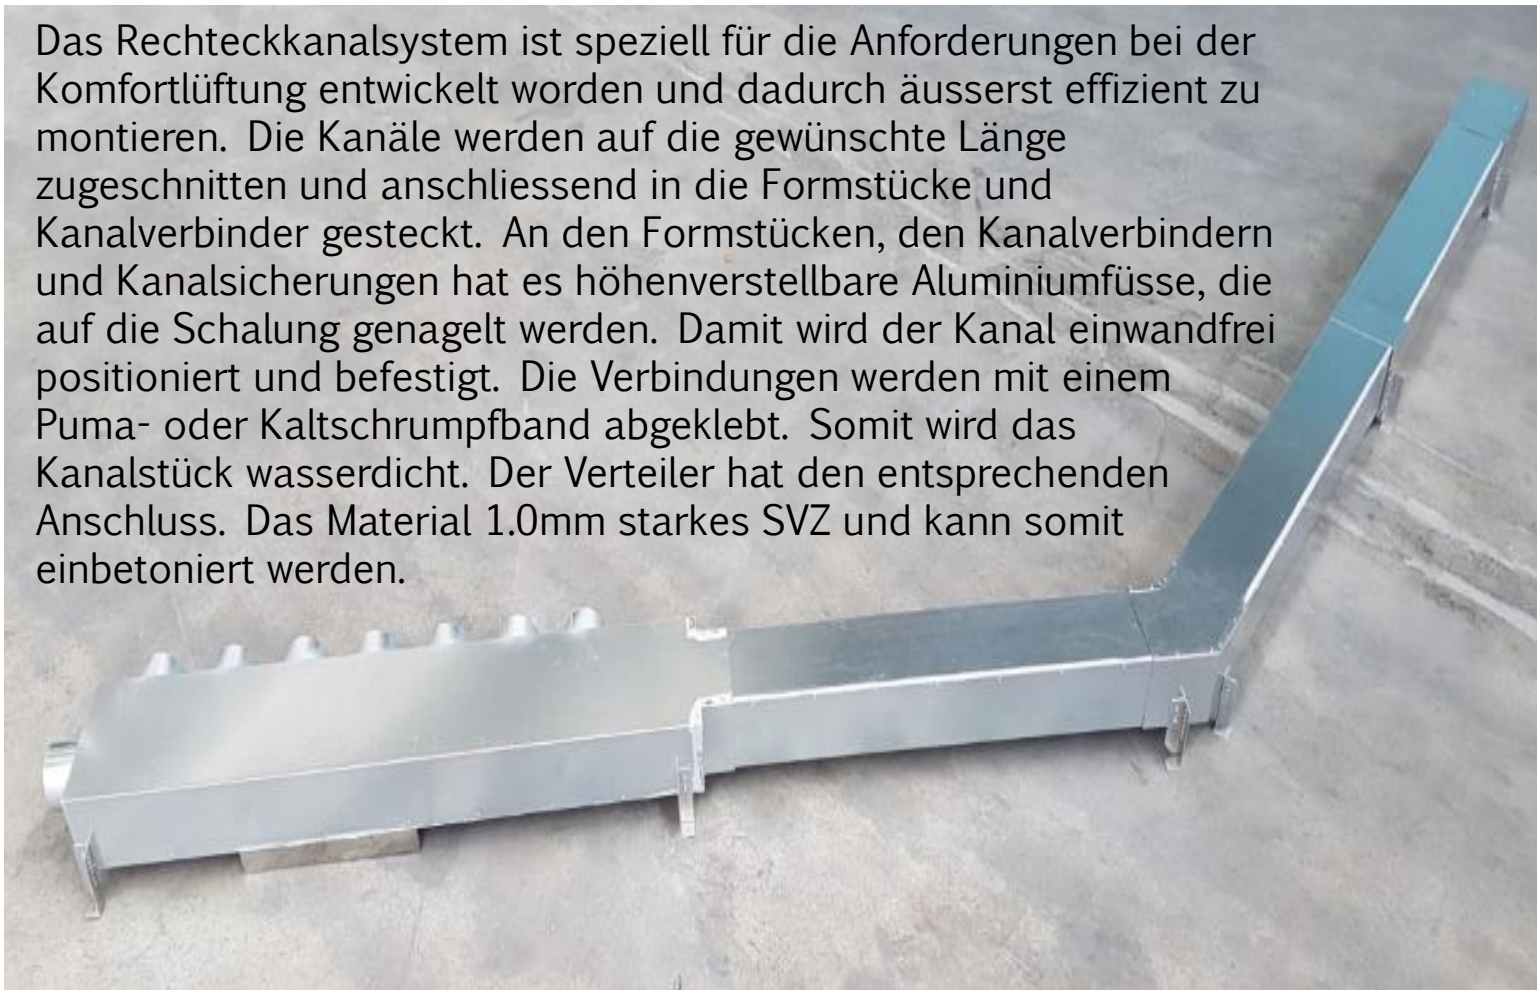 Das Rechteckkanalsystem ist speziell für die Anforderungen bei der
Komfortlüftung entwickelt worden und dadurch äusserst effizient zu
montieren. Die Kanäle werden auf die gewünschte Länge
zugeschnitten und anschliessend in die Formstücke und
Kanalverbinder gesteckt. An den Formstücken, den Kanalverbindern
und Kanalsicherungen hat es höhenverstellbare Aluminiumfüsse, die
auf die Schalung genagelt werden. Damit wird der Kanal einwandfrei
positioniert und befestigt. Die Verbindungen werden mit einem
Puma- oder Kaltschrumpfband abgeklebt. Somit wird das
Kanalstück wasserdicht. Der Verteiler hat den entsprechenden
Anschluss. Das Material 1.0mm starkes SVZ und kann somit
einbetoniert werden.